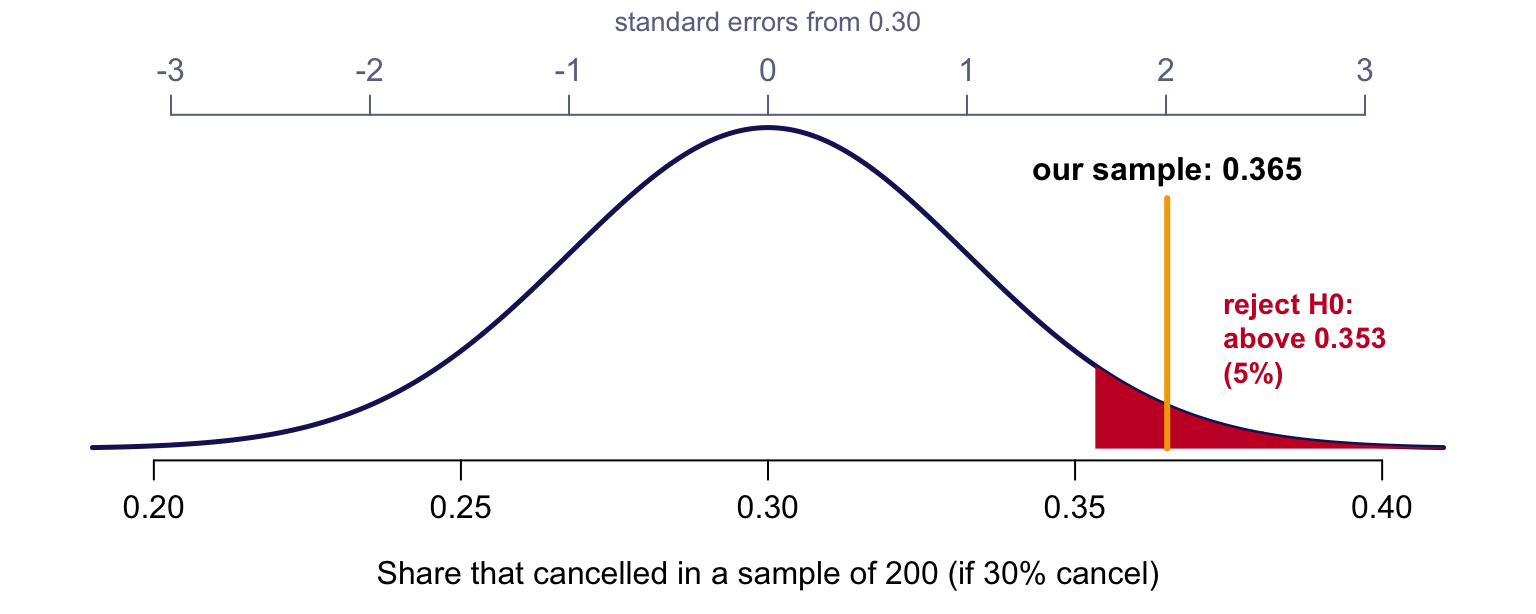 standard errors from 0.30
-3 -2 -1 0 1 2 3
our sample: 0.365
reject H0:
above 0.353
(5%)
0.20 0.25 0.30 0.35 0.40
Share that cancelled in a sample of 200 (if 30% cancel)